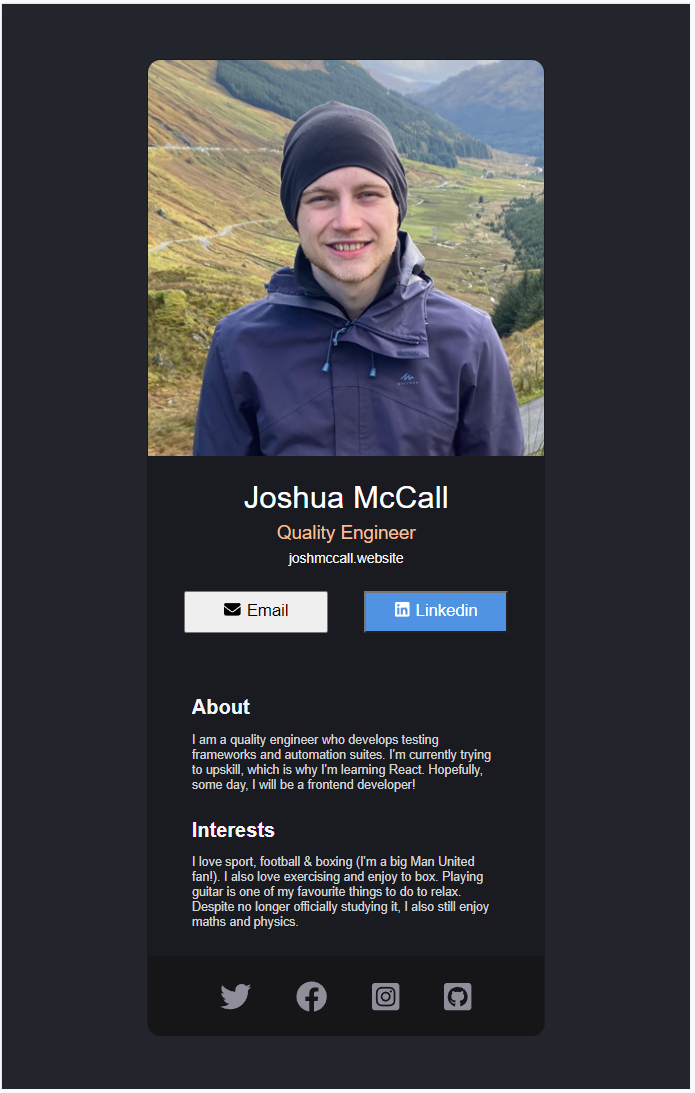 Joshua McCall
Quality Engineer
joshmccall.website
Email
Linkedin
About
I am a quality engineer who develops testing
frameworks and automation suites. I'm currently trying
to upskill, which is why I'm learning React. Hopefully,
some day, I will be a frontend developer!
Interests
I love sport, football & boxing (I'm a big Man United
fan!). I also love exercising and enjoy to box. Playing
guitar is one of my favourite things to do to relax.
Despite no longer officially studying it, I also still enjoy
maths and physics.